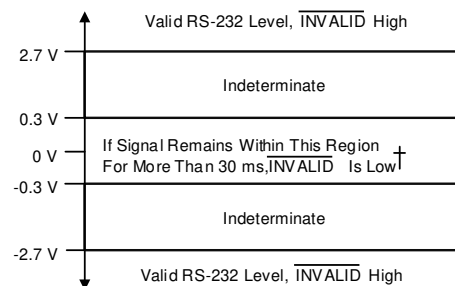 Valid RS-232 Level, INVALID High
2.7 V
Indeterminate
0.3 V
If Signal Remains Within This Region
0 V
For More Than 30 ms, INVALID Is Low†
-0.3 V
Indeterminate
-2.7 V
Valid RS-232 Level, INVALID High